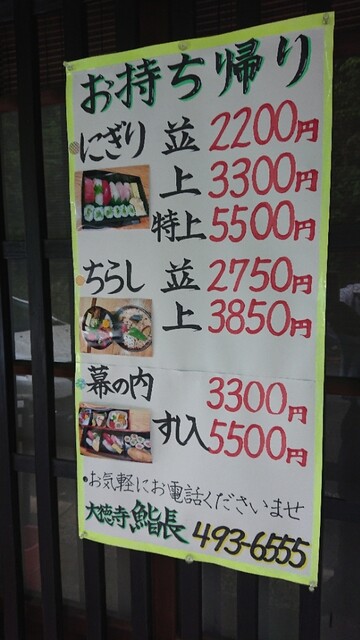 お持ち帰り
にぎり 並 2200円
上 3300円
特上 5500円
ちらし 並 2750円
上 3850円
幕の内 3300円
すし入 5500円
•お気軽にお電話くださいませ
大徳寺 鮨長 493-6555